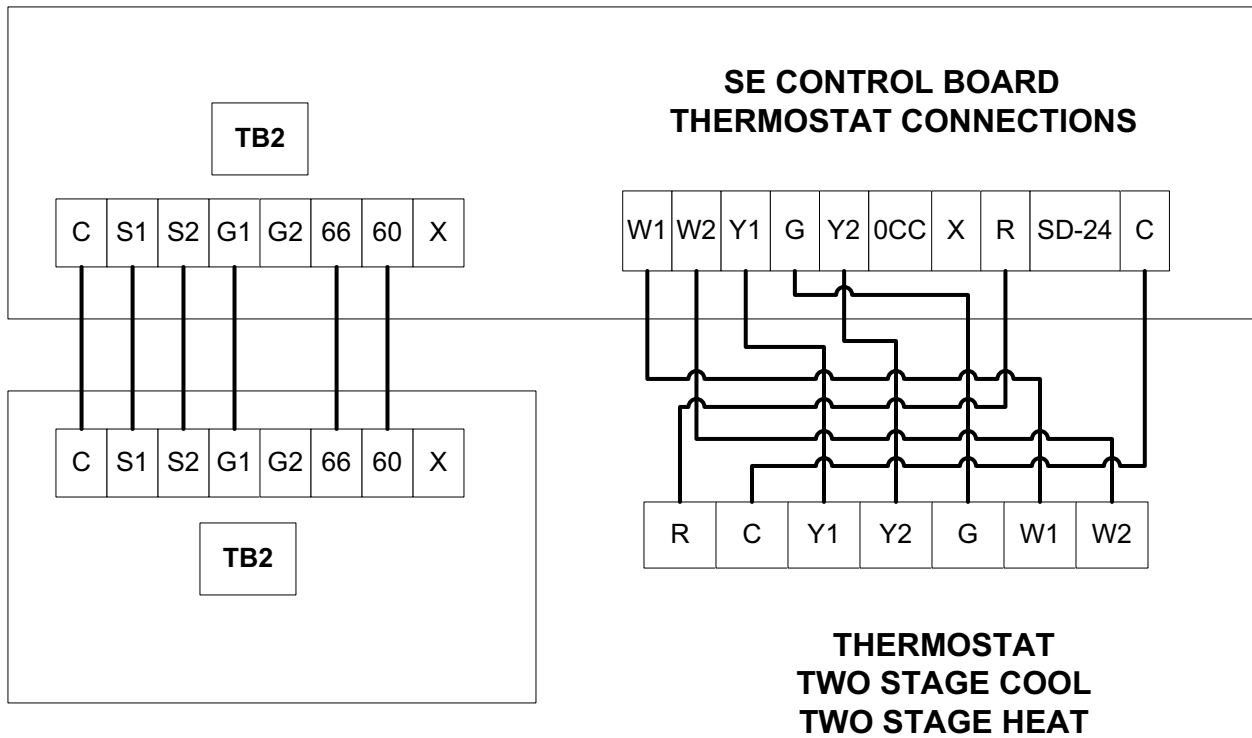 SE CONTROL BOARD
THERMOSTAT CONNECTIONS
TB2
C S1 S2 G1 G2 66 60 X
W1 W2 Y1 G Y2 0CC X R SD-24 C
C S1 S2 G1 G2 66 60 X
TB2
R C Y1 Y2 G W1 W2
THERMOSTAT
TWO STAGE COOL
TWO STAGE HEAT